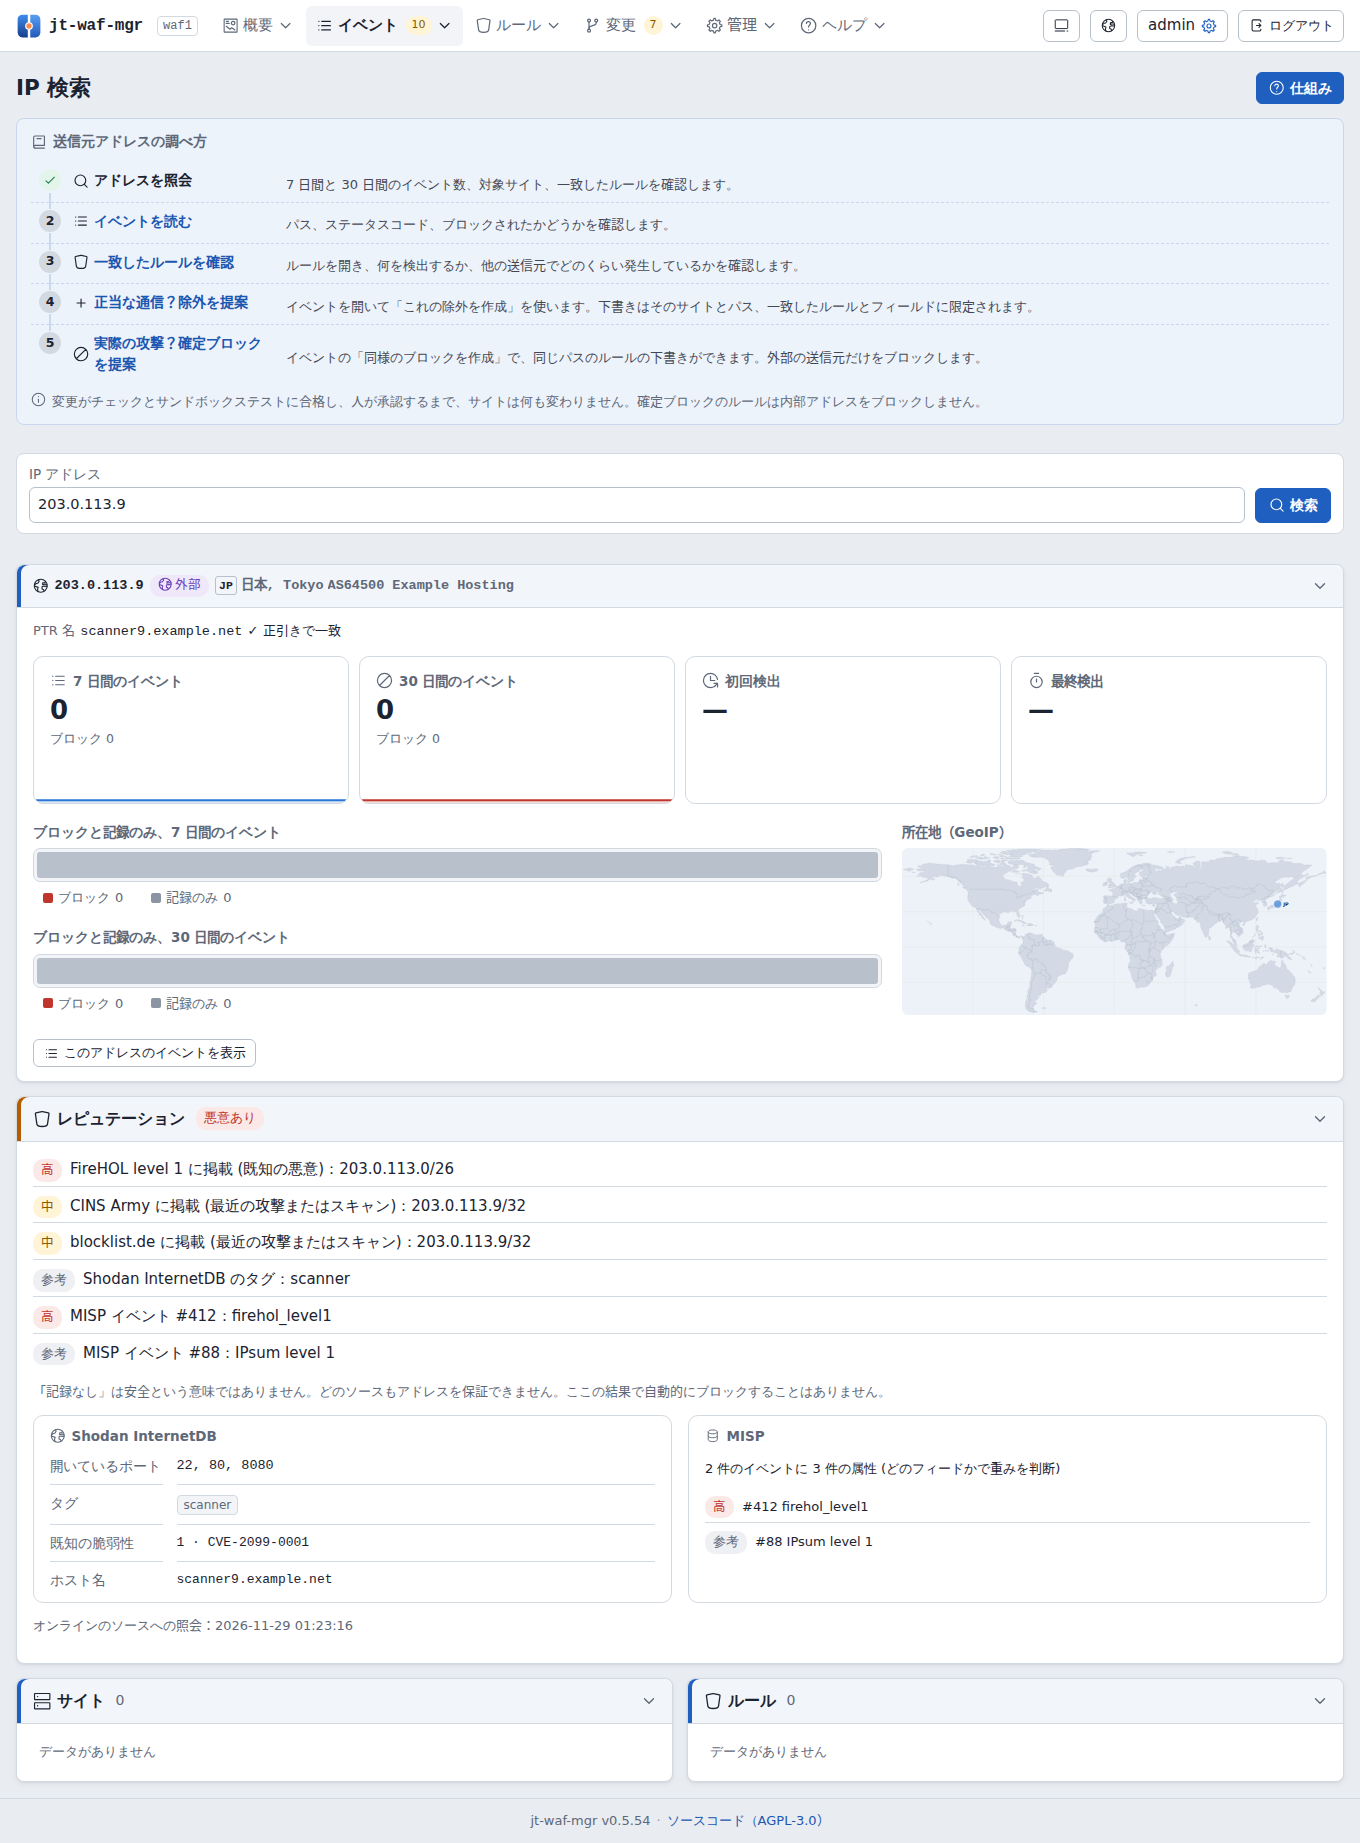 jt-waf-mgr waf1 概要 イベント 10 ルール 変更 7 管理 ヘルプ admin ログアウト
IP 検索
仕組み
送信元アドレスの調べ方
アドレスを照会 7 日間と 30 日間のイベント数、対象サイト、一致したルールを確認します。
2 イベントを読む パス、ステータスコード、ブロックされたかどうかを確認します。
3 一致したルールを確認 ルールを開き、何を検出するか、他の送信元でどのくらい発生しているかを確認します。
4 正当な通信？除外を提案 イベントを開いて「これの除外を作成」を使います。下書きはそのサイトとパス、一致したルールとフィールドに限定されます。
5 実際の攻撃？確定ブロックを提案 イベントの「同様のブロックを作成」で、同じパスのルールの下書きができます。外部の送信元だけをブロックします。
変更がチェックとサンドボックステストに合格し、人が承認するまで、サイトは何も変わりません。確定ブロックのルールは内部アドレスをブロックしません。
IP アドレス
203.0.113.9
検索
203.0.113.9 外部 JP 日本, Tokyo AS64500 Example Hosting
PTR 名 scanner9.example.net ✓ 正引きで一致
7 日間のイベント
0
ブロック 0
30 日間のイベント
0
ブロック 0
初回検出
—
最終検出
—
ブロックと記録のみ、7 日間のイベント
ブロック 0 記録のみ 0
ブロックと記録のみ、30 日間のイベント
ブロック 0 記録のみ 0
所在地（GeoIP）
JP
このアドレスのイベントを表示
レピュテーション 悪意あり
高 FireHOL level 1 に掲載 (既知の悪意)：203.0.113.0/26
中 CINS Army に掲載 (最近の攻撃またはスキャン)：203.0.113.9/32
中 blocklist.de に掲載 (最近の攻撃またはスキャン)：203.0.113.9/32
参考 Shodan InternetDB のタグ：scanner
高 MISP イベント #412：firehol_level1
参考 MISP イベント #88：IPsum level 1
「記録なし」は安全という意味ではありません。どのソースもアドレスを保証できません。ここの結果で自動的にブロックすることはありません。
Shodan InternetDB
開いているポート 22, 80, 8080
タグ scanner
既知の脆弱性 1 · CVE-2099-0001
ホスト名 scanner9.example.net
MISP
2 件のイベントに 3 件の属性 (どのフィードかで重みを判断)
高 #412 firehol_level1
参考 #88 IPsum level 1
オンラインのソースへの照会：2026-11-29 01:23:16
サイト 0
データがありません
ルール 0
データがありません
jt-waf-mgr v0.5.54 · ソースコード（AGPL-3.0）